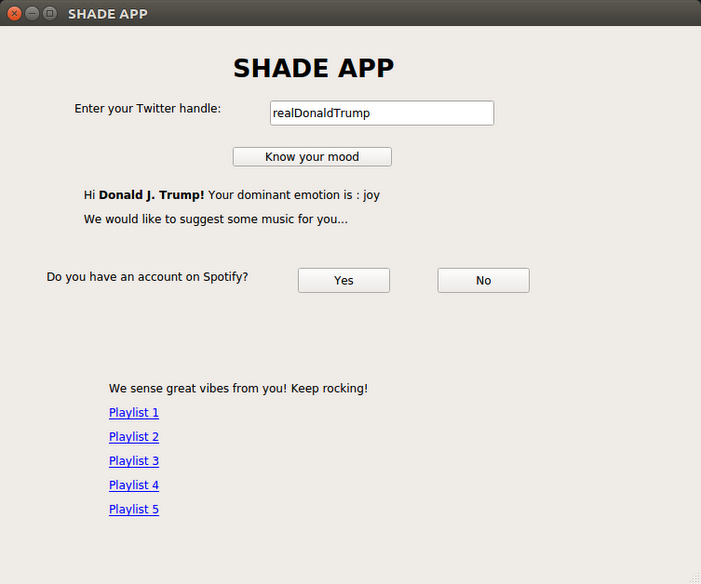 SHADE APP
SHADE APP
Enter your Twitter handle: realDonaldTrump
Know your mood
Hi Donald J. Trump! Your dominant emotion is : joy
We would like to suggest some music for you...
Do you have an account on Spotify? Yes No
We sense great vibes from you! Keep rocking!
Playlist 1
Playlist 2
Playlist 3
Playlist 4
Playlist 5